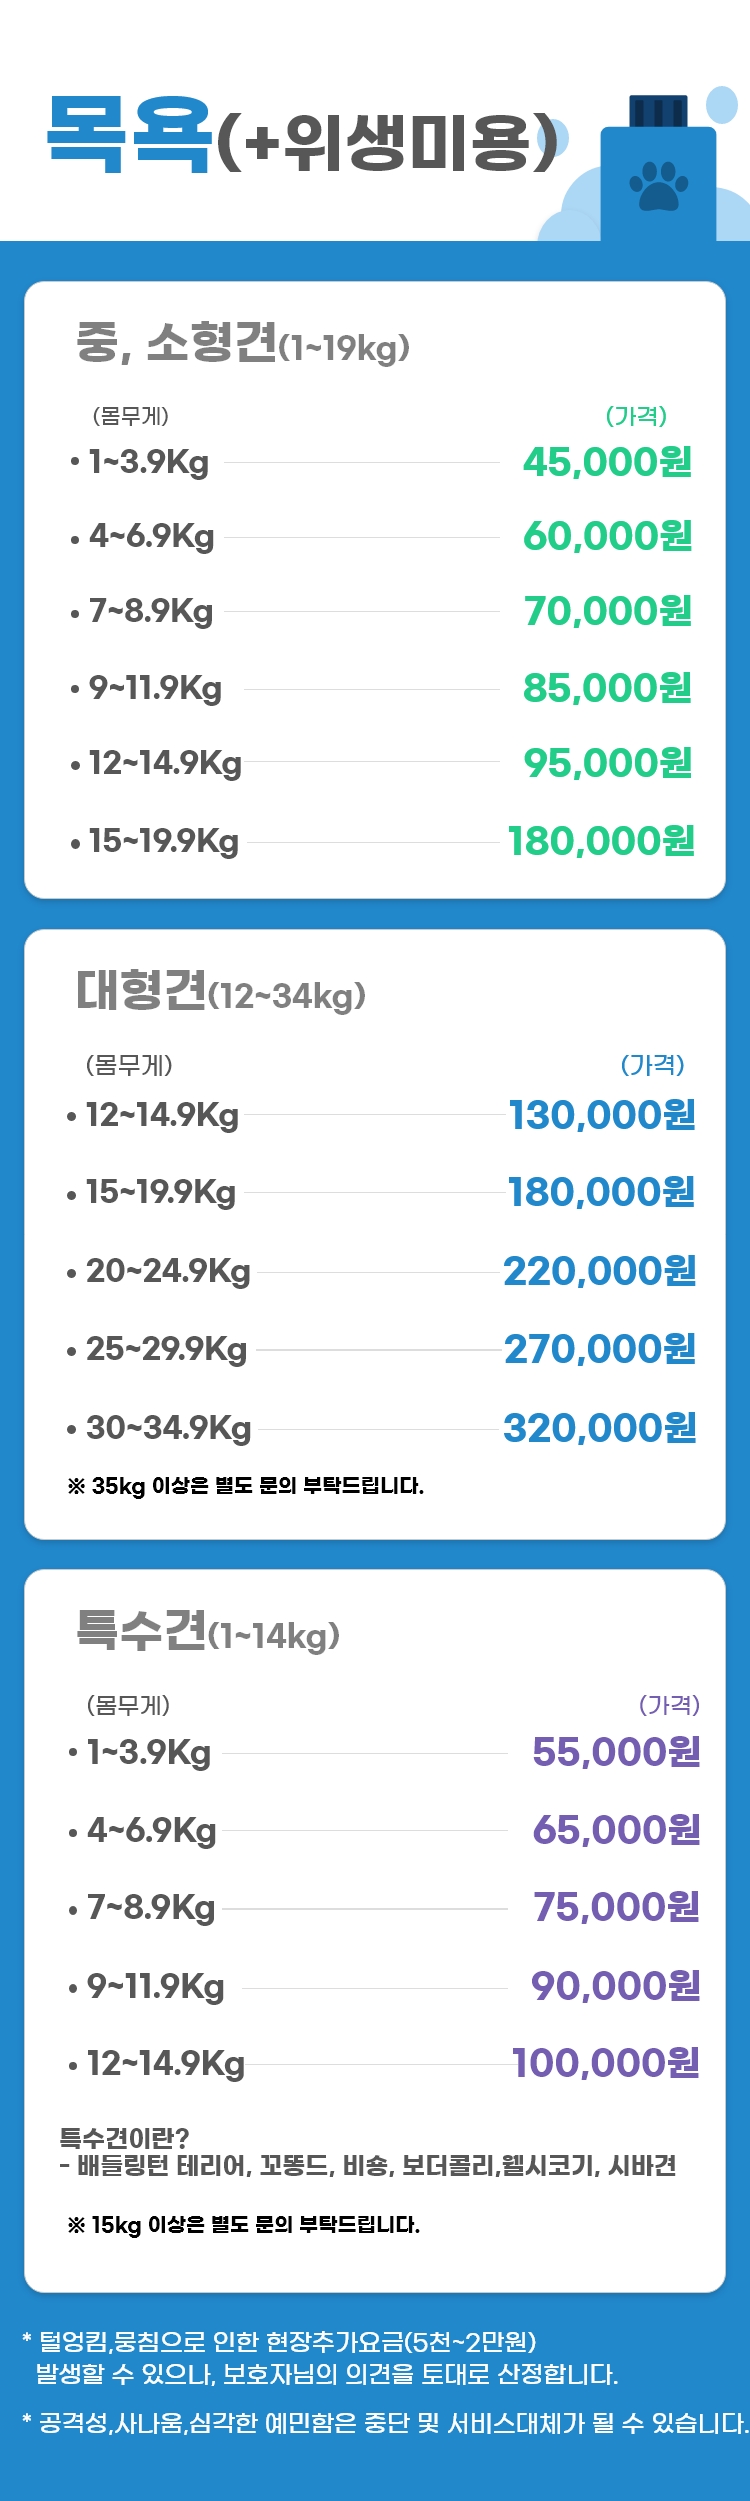 목욕(+위생미용)
중, 소형견(1~19kg)
(몸무게) (가격)
• 1~3.9Kg 45,000원
• 4~6.9Kg 60,000원
• 7~8.9Kg 70,000원
• 9~11.9Kg 85,000원
• 12~14.9Kg 95,000원
• 15~19.9Kg 180,000원
대형견(12~34kg)
(몸무게) (가격)
• 12~14.9Kg 130,000원
• 15~19.9Kg 180,000원
• 20~24.9Kg 220,000원
• 25~29.9Kg 270,000원
• 30~34.9Kg 320,000원
※ 35kg 이상은 별도 문의 부탁드립니다.
특수견(1~14kg)
(몸무게) (가격)
• 1~3.9Kg 55,000원
• 4~6.9Kg 65,000원
• 7~8.9Kg 75,000원
• 9~11.9Kg 90,000원
• 12~14.9Kg 100,000원
특수견이란?
- 배들링턴 테리어, 꼬똥드, 비숑, 보더콜리,웰시코기, 시바견
※ 15kg 이상은 별도 문의 부탁드립니다.
* 털엉킴,뭉침으로 인한 현장추가요금(5천~2만원)
발생할 수 있으나, 보호자님의 의견을 토대로 산정합니다.
* 공격성,사나움,심각한 예민함은 중단 및 서비스대체가 될 수 있습니다.